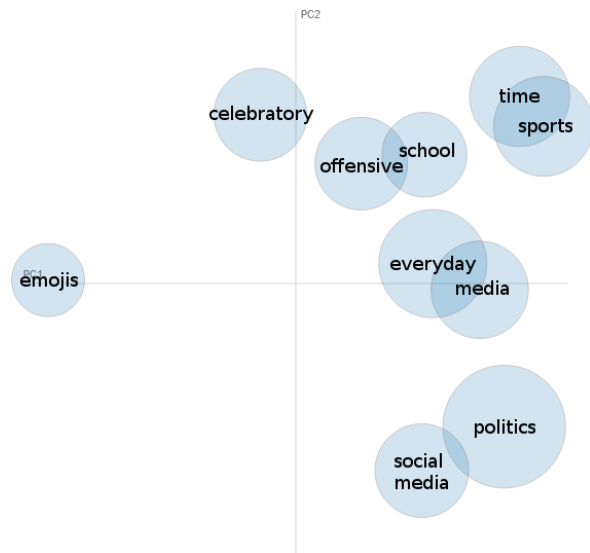 PC2
time
sports
celebratory
offensive
school
everyday
media
PC1
emojis
politics
social
media